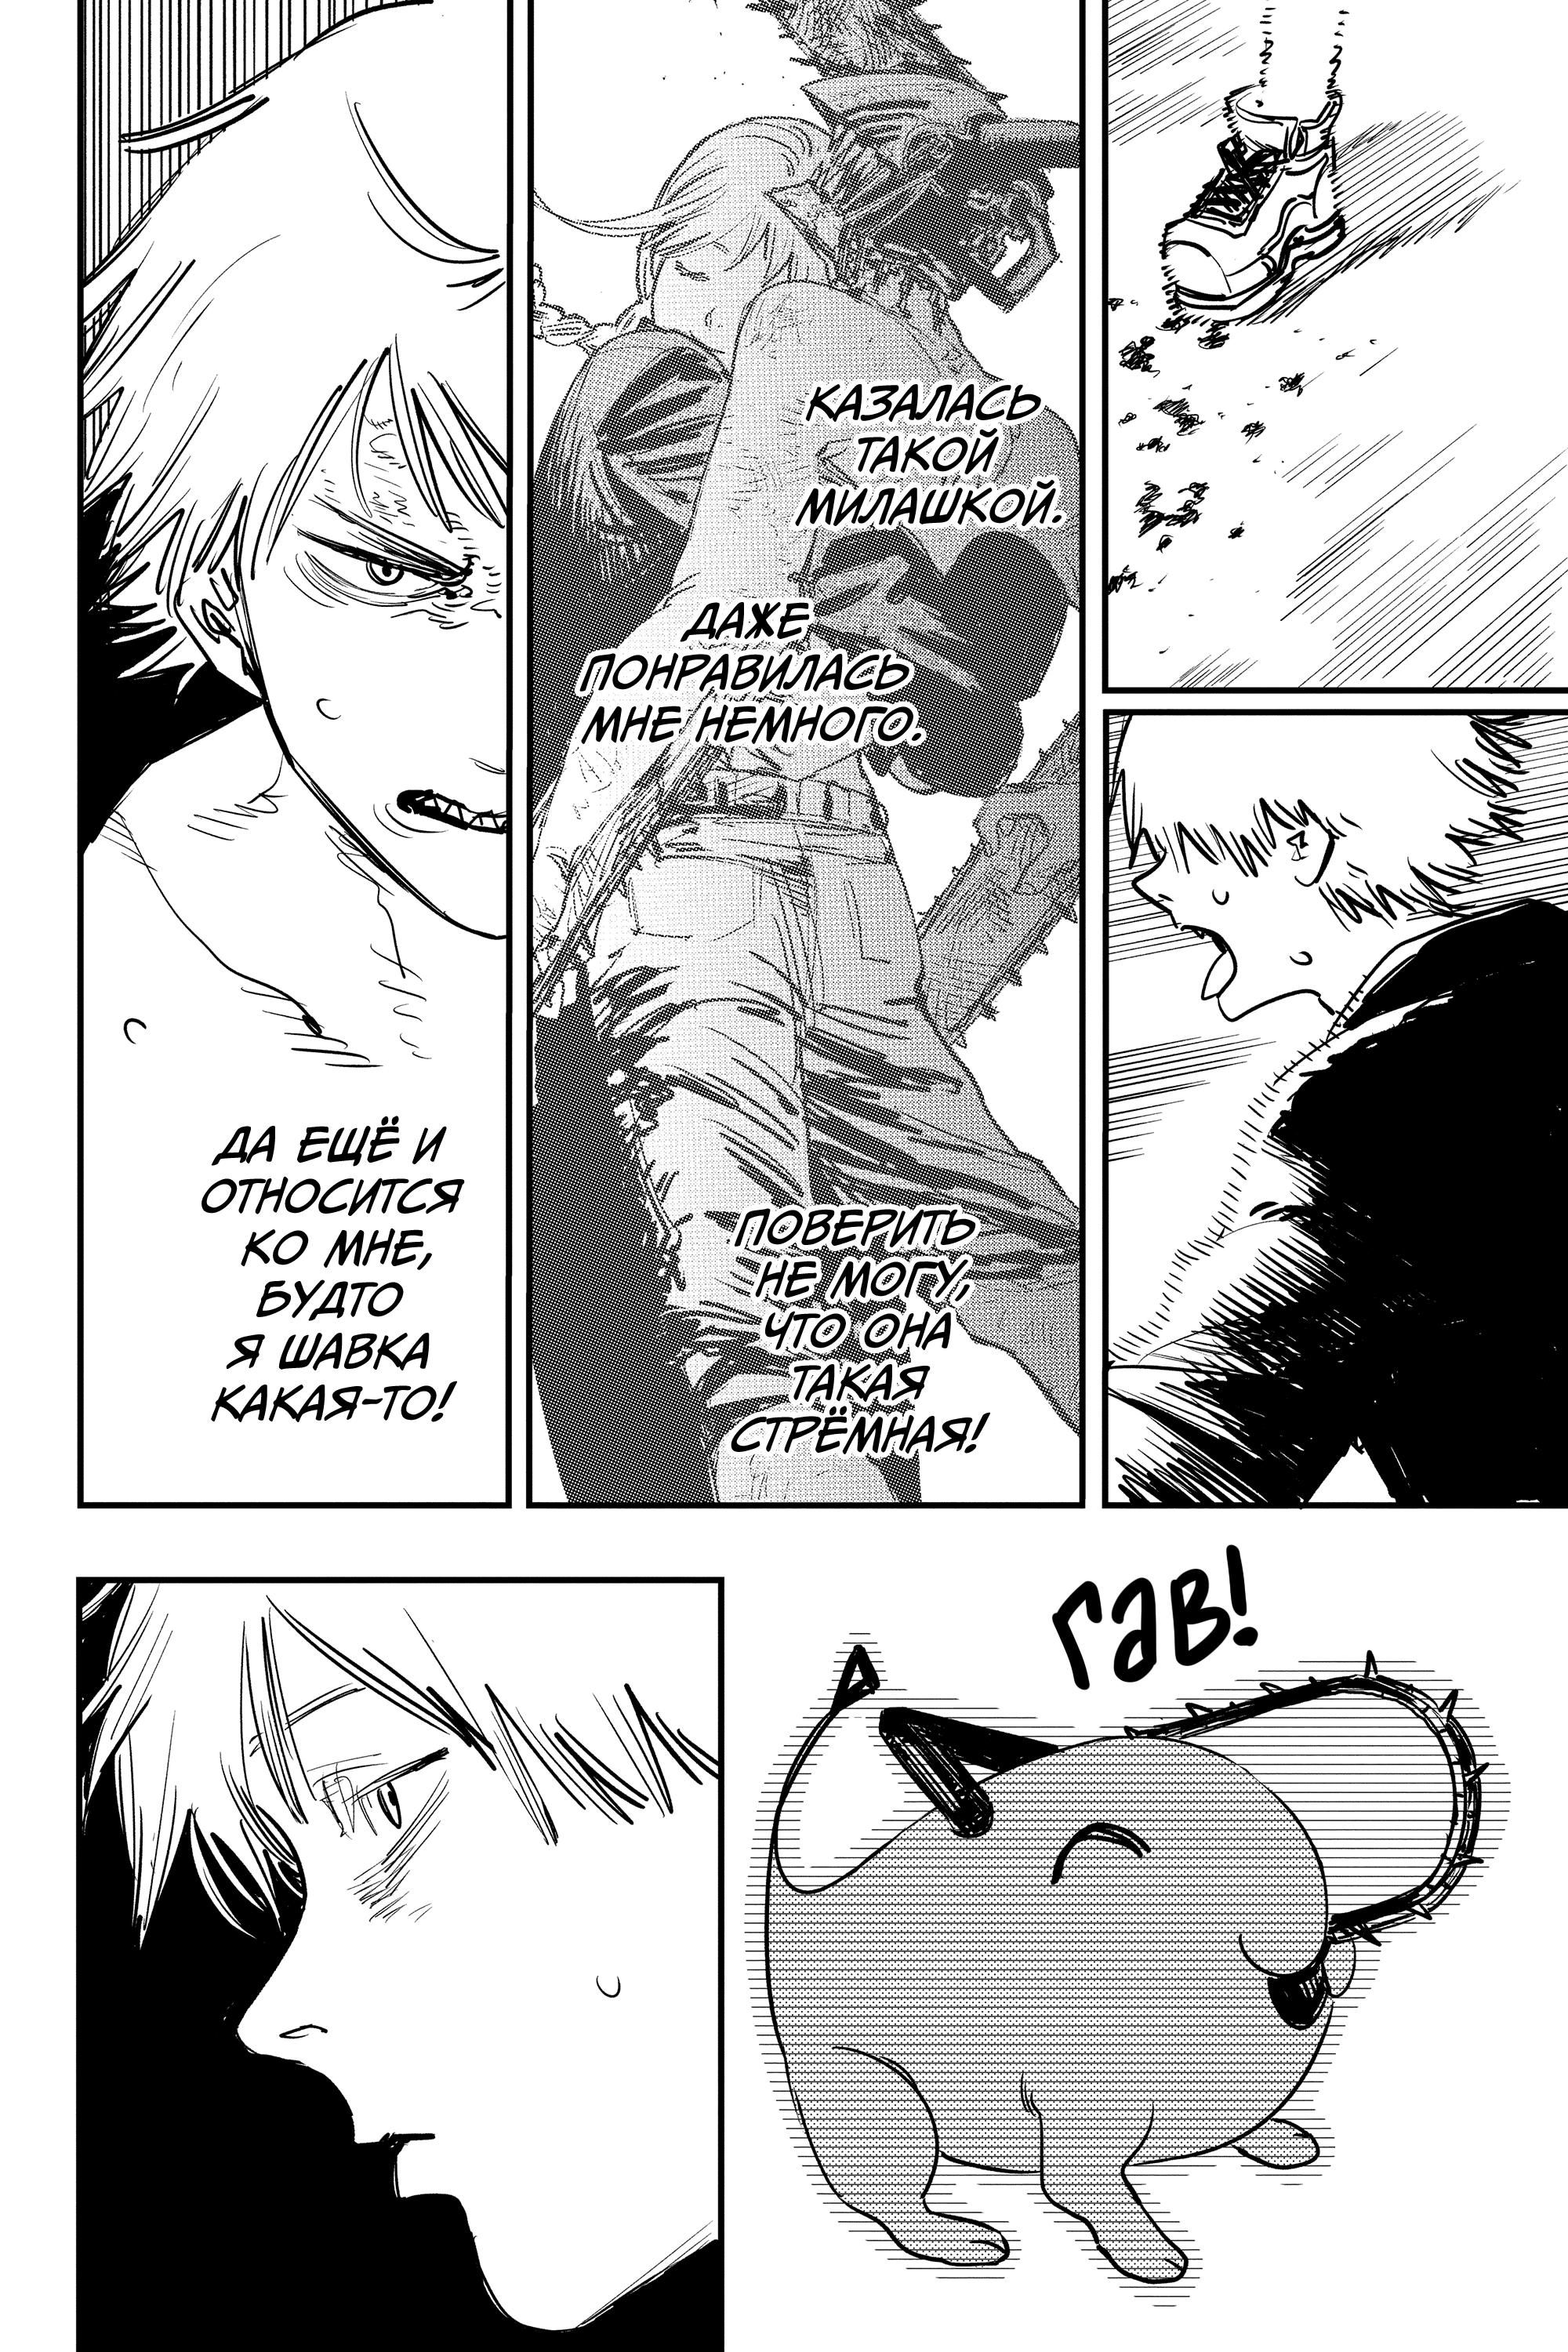 КАЗАЛАСЬ
ТАКОЙ
МИЛАШКОЙ.
ДАЖЕ
ПОНРАВИЛАСЬ
МНЕ НЕМНОГО.
ПОВЕРИТЬ
НЕ МОГУ,
ЧТО ОНА
ТАКАЯ
СТРЁМНАЯ!
ДА ЕЩЁ И
ОТНОСИТСЯ
КО МНЕ,
БУДТО
Я ШАВКА
КАКАЯ-ТО!
ГАВ!